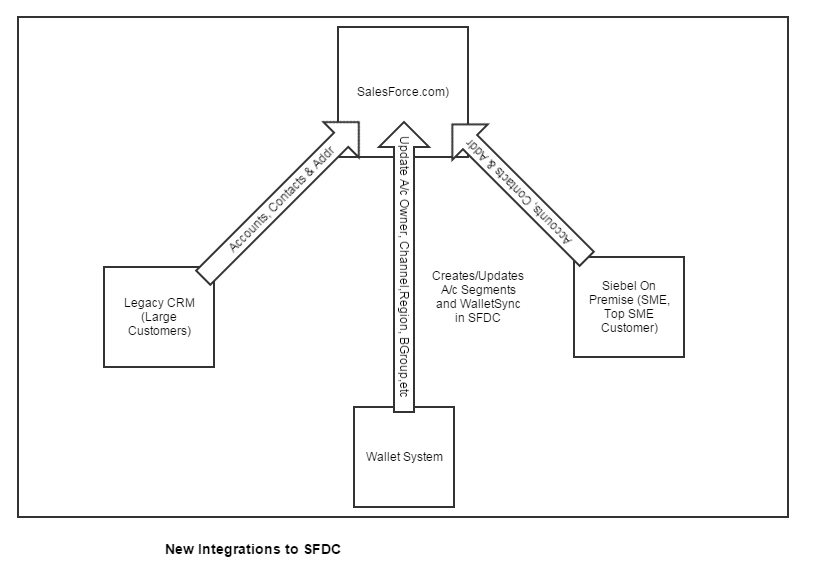 SalesForce.com)
Accounts, Contacts & Addr
Update A/c Owner, Channel,Region, BGroup,etc
Accounts, Contacts & Addr
Legacy CRM
(Large
Customers)
Creates/Updates
A/c Segments
and WalletSync
in SFDC
Siebel On
Premise (SME,
Top SME
Customer)
Wallet System
New Integrations to SFDC